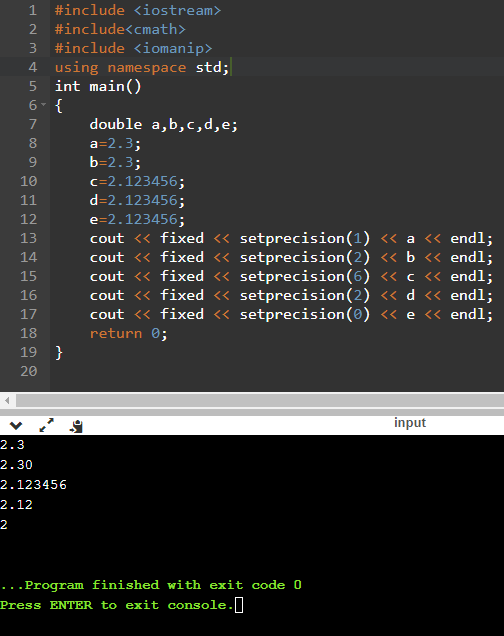 1 #include <iostream>
2 #include<cmath>
3 #include <iomanip>
4 using namespace std;
5 int main()
6 {
7 double a,b,c,d,e;
8 a=2.3;
9 b=2.3;
10 c=2.123456;
11 d=2.123456;
12 e=2.123456;
13 cout << fixed << setprecision(1) << a << endl;
14 cout << fixed << setprecision(2) << b << endl;
15 cout << fixed << setprecision(6) << c << endl;
16 cout << fixed << setprecision(2) << d << endl;
17 cout << fixed << setprecision(0) << e << endl;
18 return 0;
19 }
20
input
2.3
2.30
2.123456
2.12
2
...Program finished with exit code 0
Press ENTER to exit console.